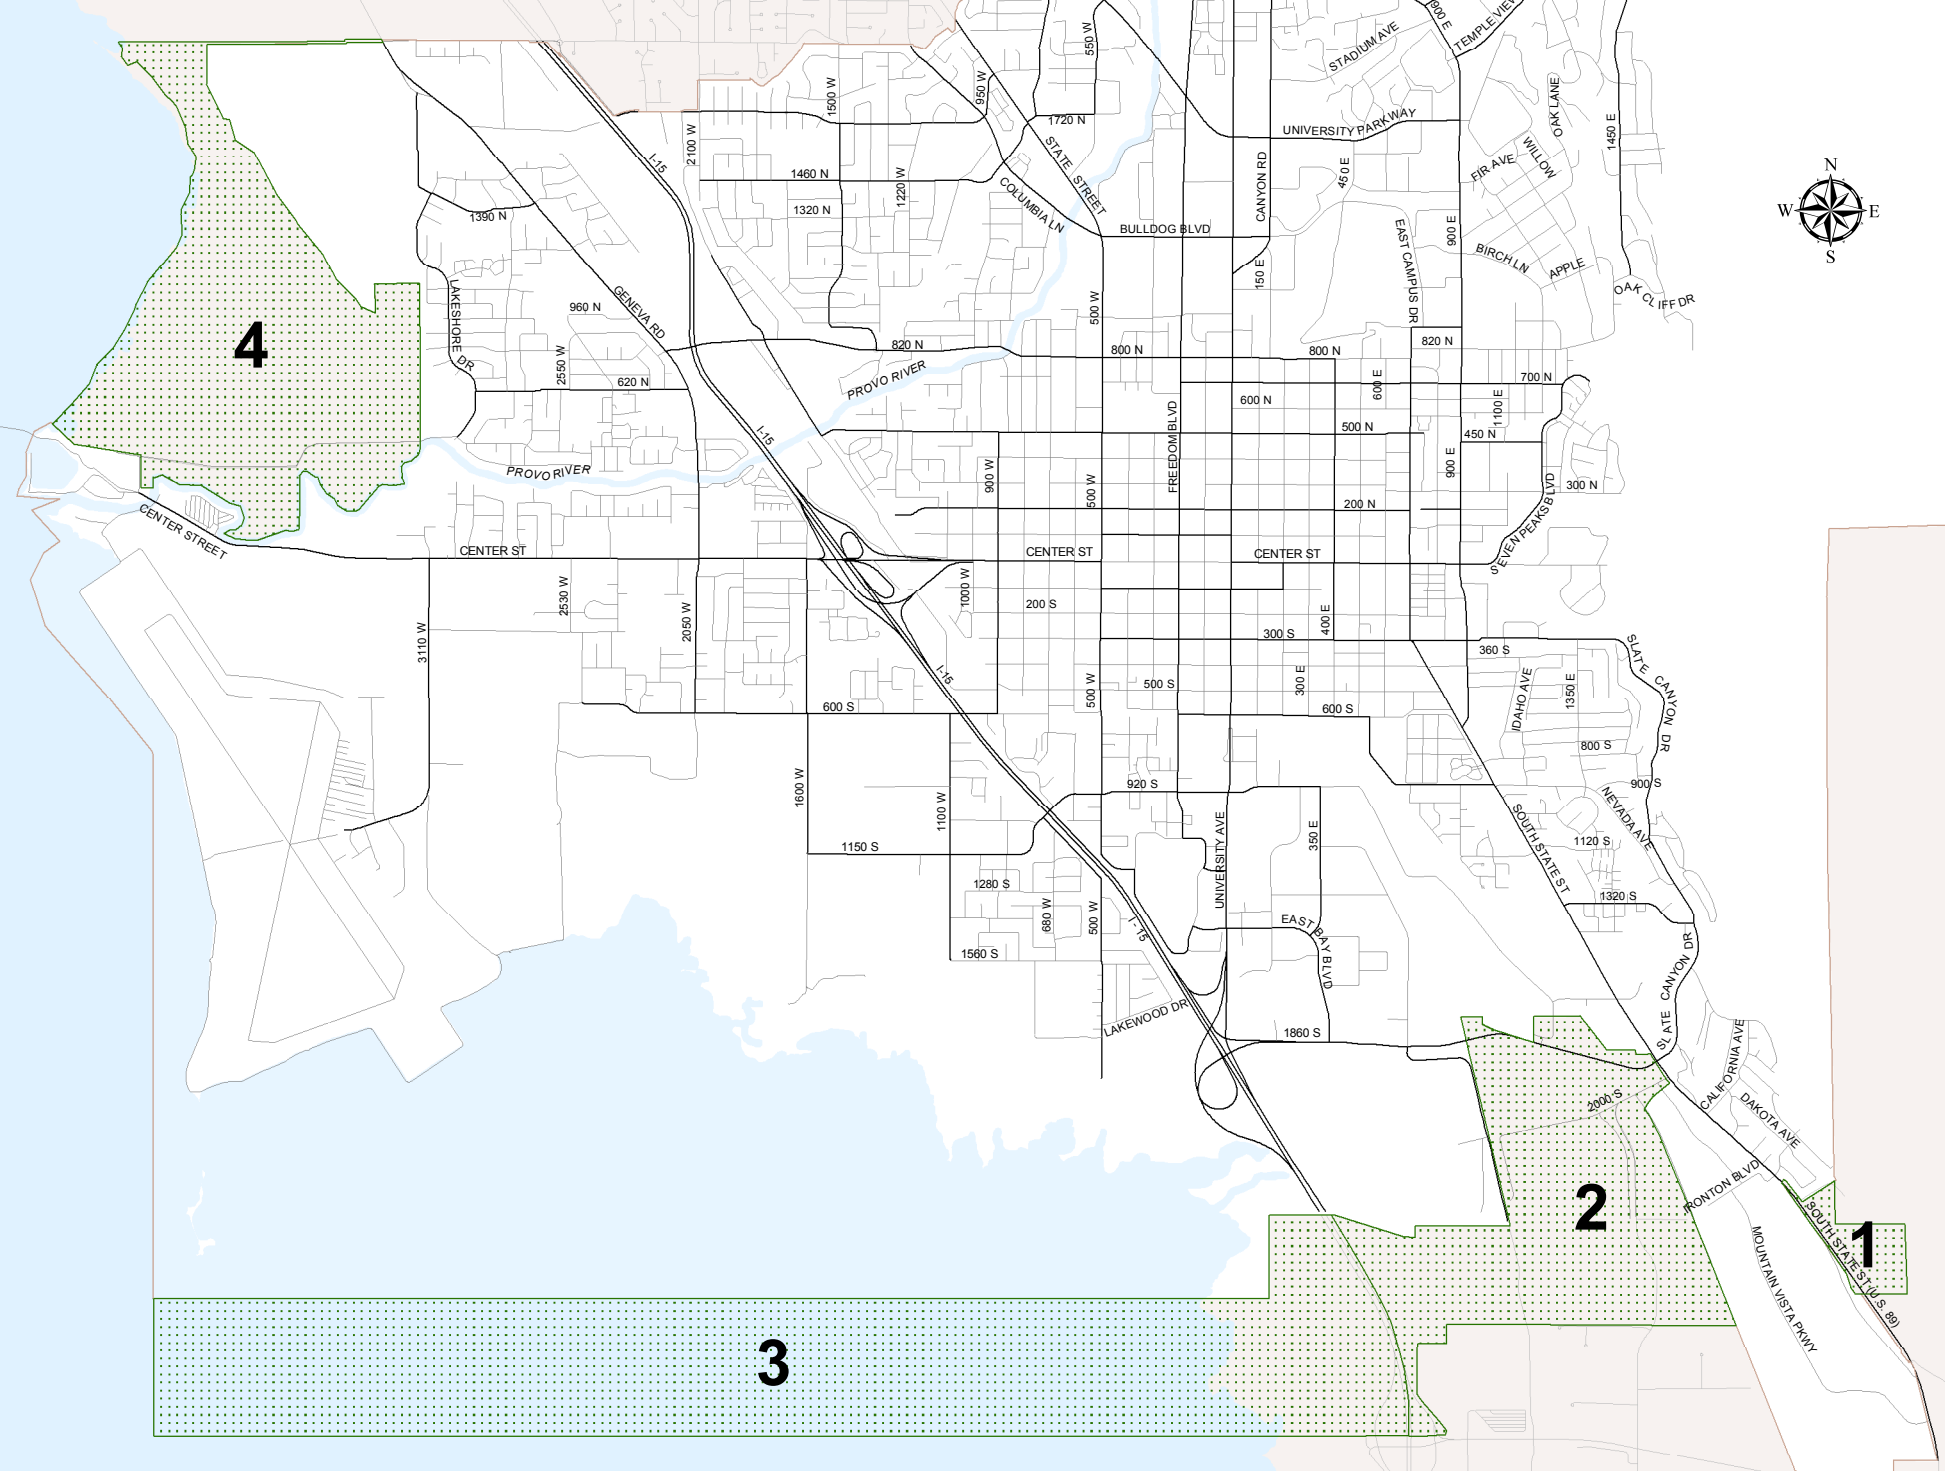 900 E
TEMPLE VIEW
STADIUM AVE
550 W
950 W
1500 W
1720 N
UNIVERSITY PARKWAY
OAK LANE
1450 E
2100 W
I-15
STATE STREET
WILLOW
FIR AVE
N
W
E
S
1460 N
1220 W
1320 N
COLUMBIA LN
CANYON RD
450 E
1390 N
BULLDOG BLVD
EAST CAMPUS DR
900 E
BIRCH LN
APPLE
OAK CLIFF DR
LAKESHORE DR
GENEVA RD
960 N
500 W
150 E
4
2550 W
620 N
820 N
800 N
800 N
820 N
PROVO RIVER
600 E
700 N
600 N
1100 E
FREEDOM BLVD
500 N
450 N
I-15
PROVO RIVER
900 W
500 W
900 E
300 N
200 N
SEVEN PEAKS BLVD
CENTER STREET
CENTER ST
CENTER ST
CENTER ST
2530 W
1000 W
200 S
400 E
2050 W
3110 W
300 S
360 S
SLATE CANYON DR
I-15
500 W
500 S
300 E
IDAHO AVE
1350 E
600 S
600 S
800 S
1600 W
920 S
900 S
1100 W
NEVADA AVE
SOUTH STATE ST
350 E
UNIVERSITY AVE
1150 S
1120 S
1280 S
1320 S
680 W
500 W
I-15
EAST BAY BLVD
1560 S
SLATE CANYON DR
LAKEWOOD DR
1860 S
CALIFORNIA AVE
2000 S
DAKOTA AVE
IRONTON BLVD
2
1
SOUTH STATE ST (U.S. 89)
MOUNTAIN VISTA PKWY
3